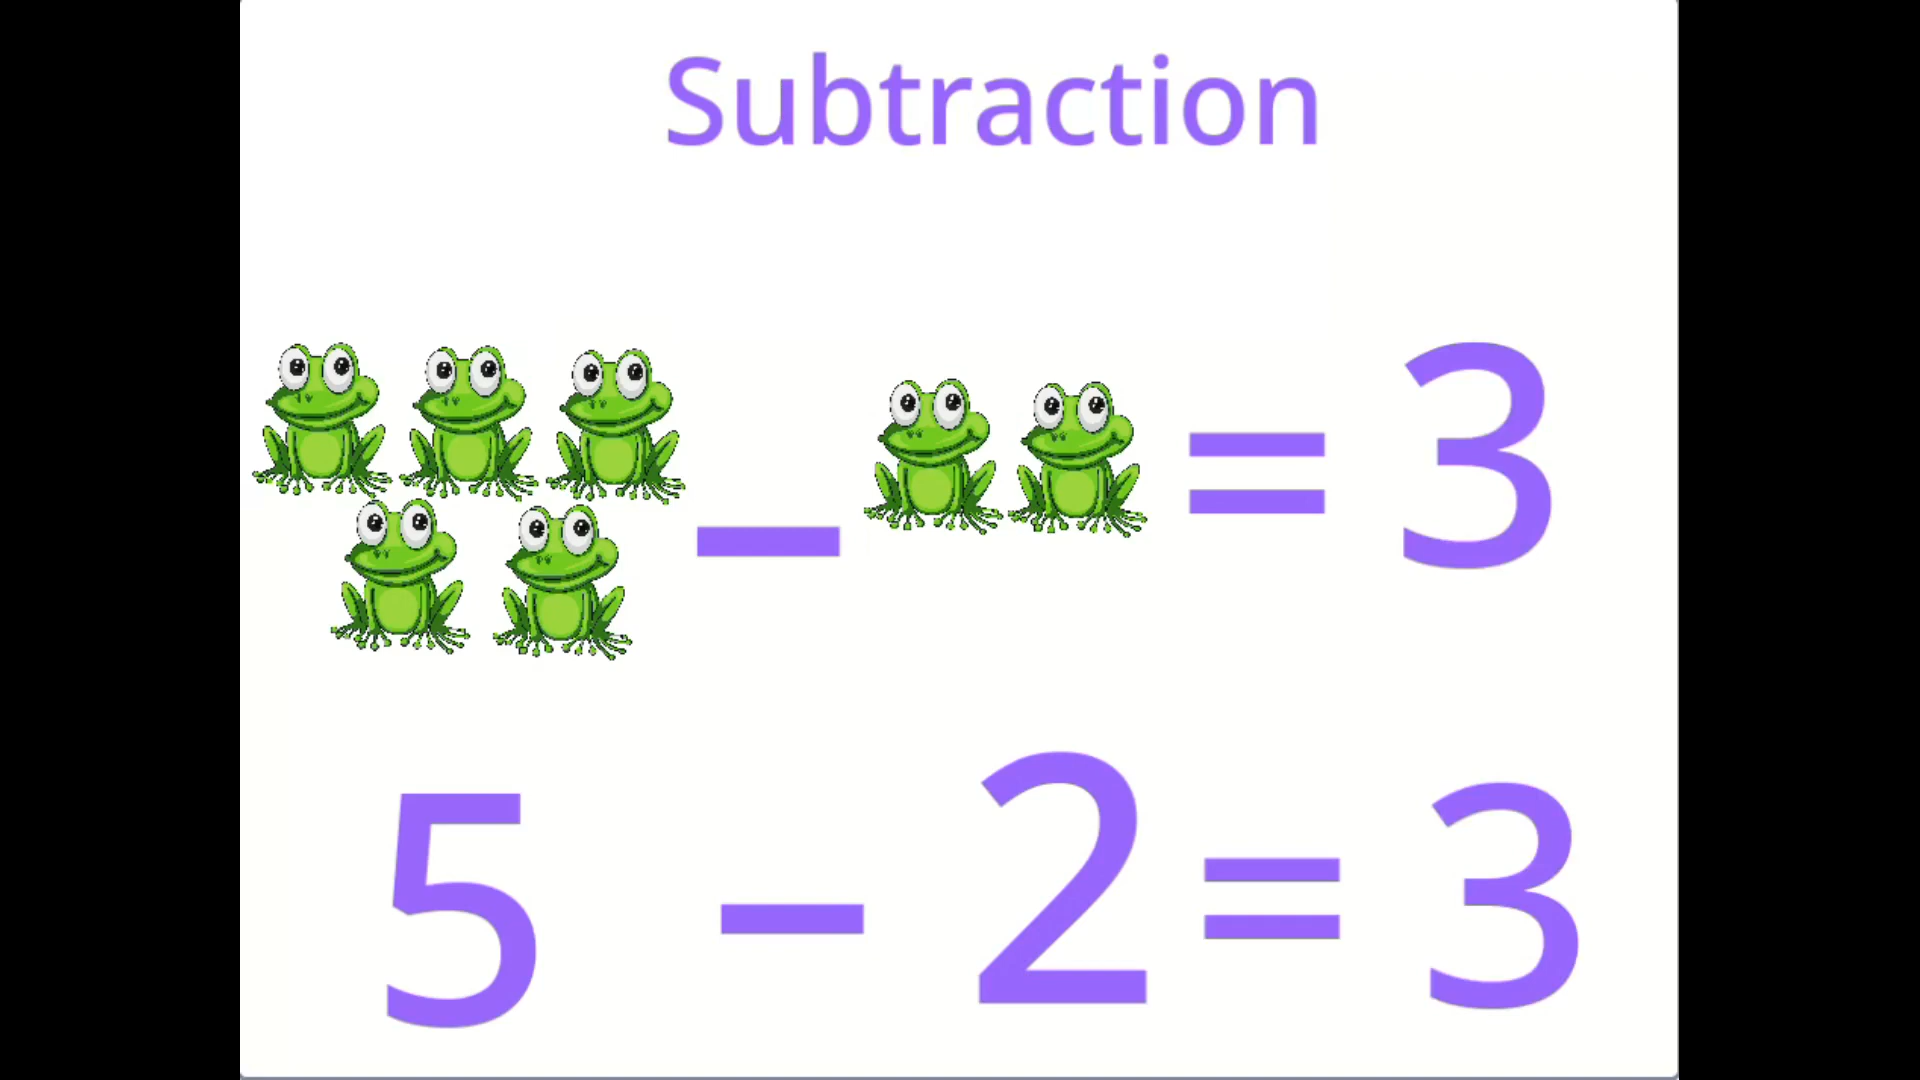 Subtraction
– = 3
5 – 2 = 3